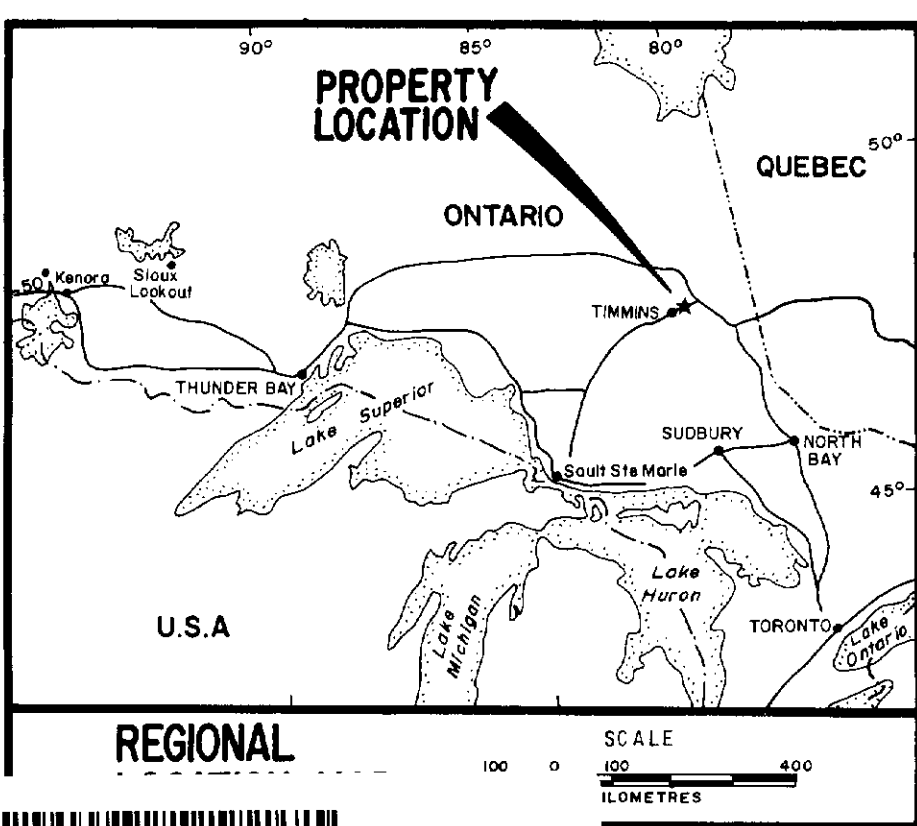 90° 85° 80°
PROPERTY
LOCATION
50°
QUEBEC
ONTARIO
Kenora
Sioux
Lookout
50
TIMMINS
THUNDER BAY
Lake Superior
SUDBURY
NORTH
BAY
Sault Ste Marie
45°
Lake
Huron
Lake
Michigan
U.S.A
TORONTO
Lake
Ontario
REGIONAL
SCALE
100 0 100 400
ILOMETRES